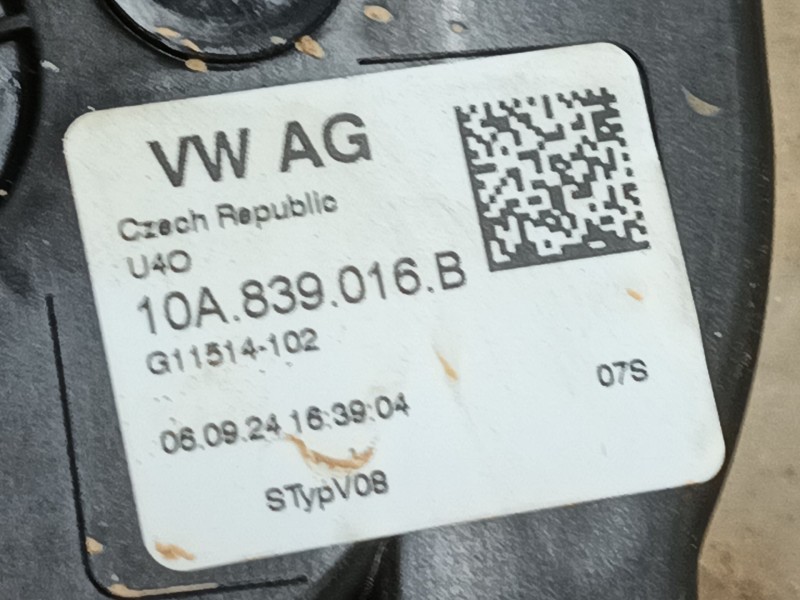 VW AG
Czech Republic
U4O
10A.839.016.B
G11514-102
07S
06.09.24 16:39:04
STypV08